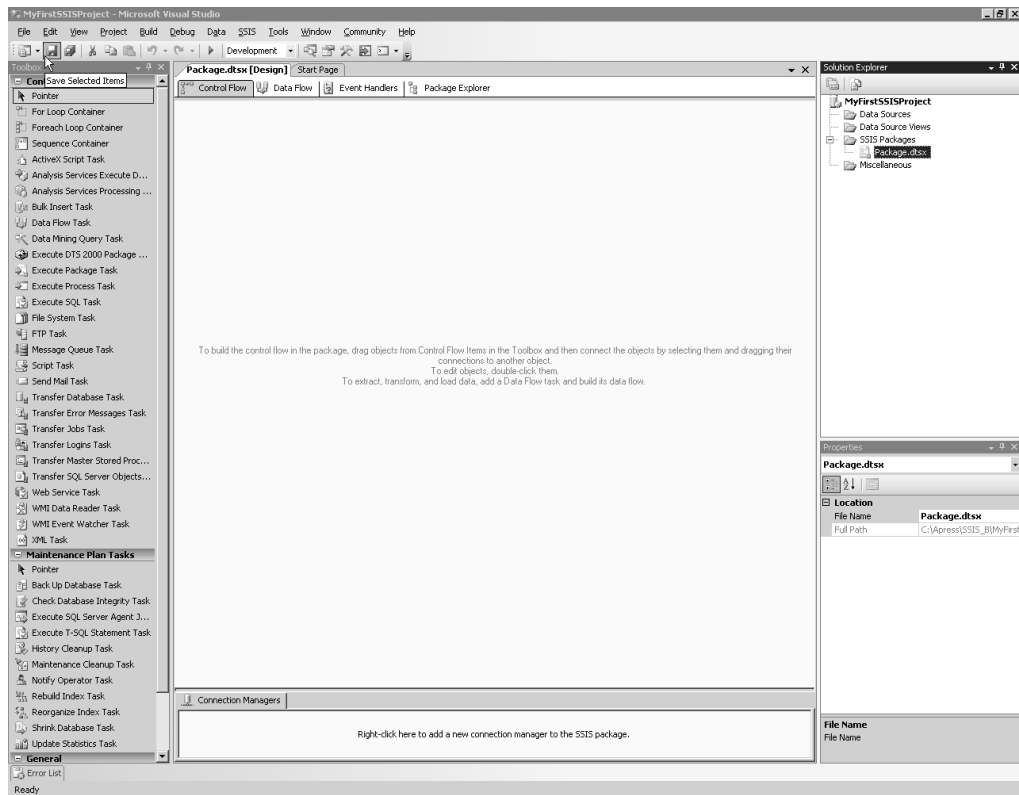 MyFirstSSISProject - Microsoft Visual Studio
File Edit View Project Build Debug Data SSIS Tools Window Community Help
Development
Toolbox
Save Selected Items
Pointer
For Loop Container
Foreach Loop Container
Sequence Container
ActiveX Script Task
Analysis Services Execute D...
Analysis Services Processing ...
Bulk Insert Task
Data Flow Task
Data Mining Query Task
Execute DTS 2000 Package ...
Execute Package Task
Execute Process Task
Execute SQL Task
File System Task
FTP Task
Message Queue Task
Script Task
Send Mail Task
Transfer Database Task
Transfer Error Messages Task
Transfer Jobs Task
Transfer Logins Task
Transfer Master Stored Proc...
Transfer SQL Server Objects...
Web Service Task
WMI Data Reader Task
WMI Event Watcher Task
XML Task
Maintenance Plan Tasks
Pointer
Back Up Database Task
Check Database Integrity Task
Execute SQL Server Agent J...
Execute T-SQL Statement Task
History Cleanup Task
Maintenance Cleanup Task
Notify Operator Task
Rebuild Index Task
Reorganize Index Task
Shrink Database Task
Update Statistics Task
General
Package.dtsx [Design] Start Page
Control Flow Data Flow Event Handlers Package Explorer
To build the control flow in the package, drag objects from Control Flow Items in the Toolbox and then connect the objects by selecting them and dragging their
connections to another object.
To edit objects, double-click them.
To extract, transform, and load data, add a Data Flow task and build its data flow.
Connection Managers
Right-click here to add a new connection manager to the SSIS package.
Solution Explorer
MyFirstSSISProject
Data Sources
Data Source Views
SSIS Packages
Package.dtsx
Miscellaneous
Properties
Package.dtsx
Location
File Name Package.dtsx
Full Path C:\Apress\SSIS_B\MyFirst
File Name
File Name
Error List
Ready